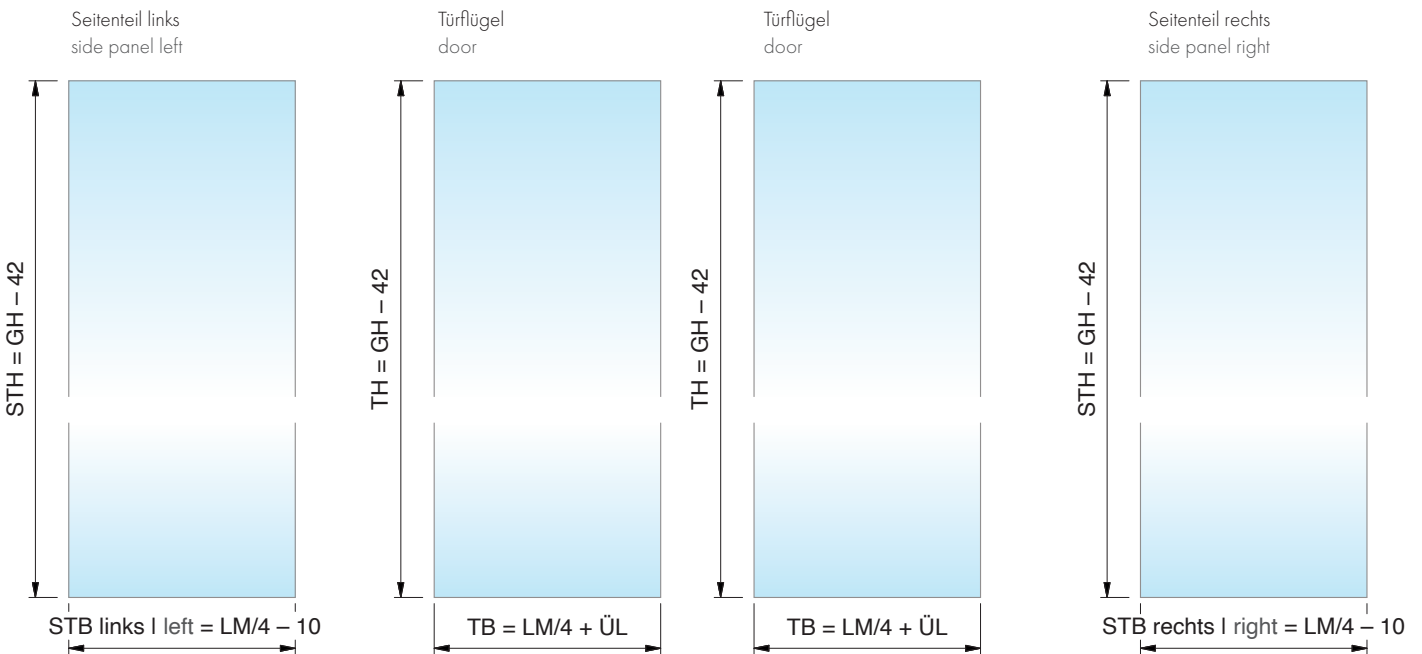 Seitenteil links
side panel left
Türflügel
door
Türflügel
door
Seitenteil rechts
side panel right
STH = GH – 42
TH = GH – 42
TH = GH – 42
STH = GH – 42
STB links I left = LM/4 – 10
TB = LM/4 + ÜL
TB = LM/4 + ÜL
STB rechts I right = LM/4 – 10